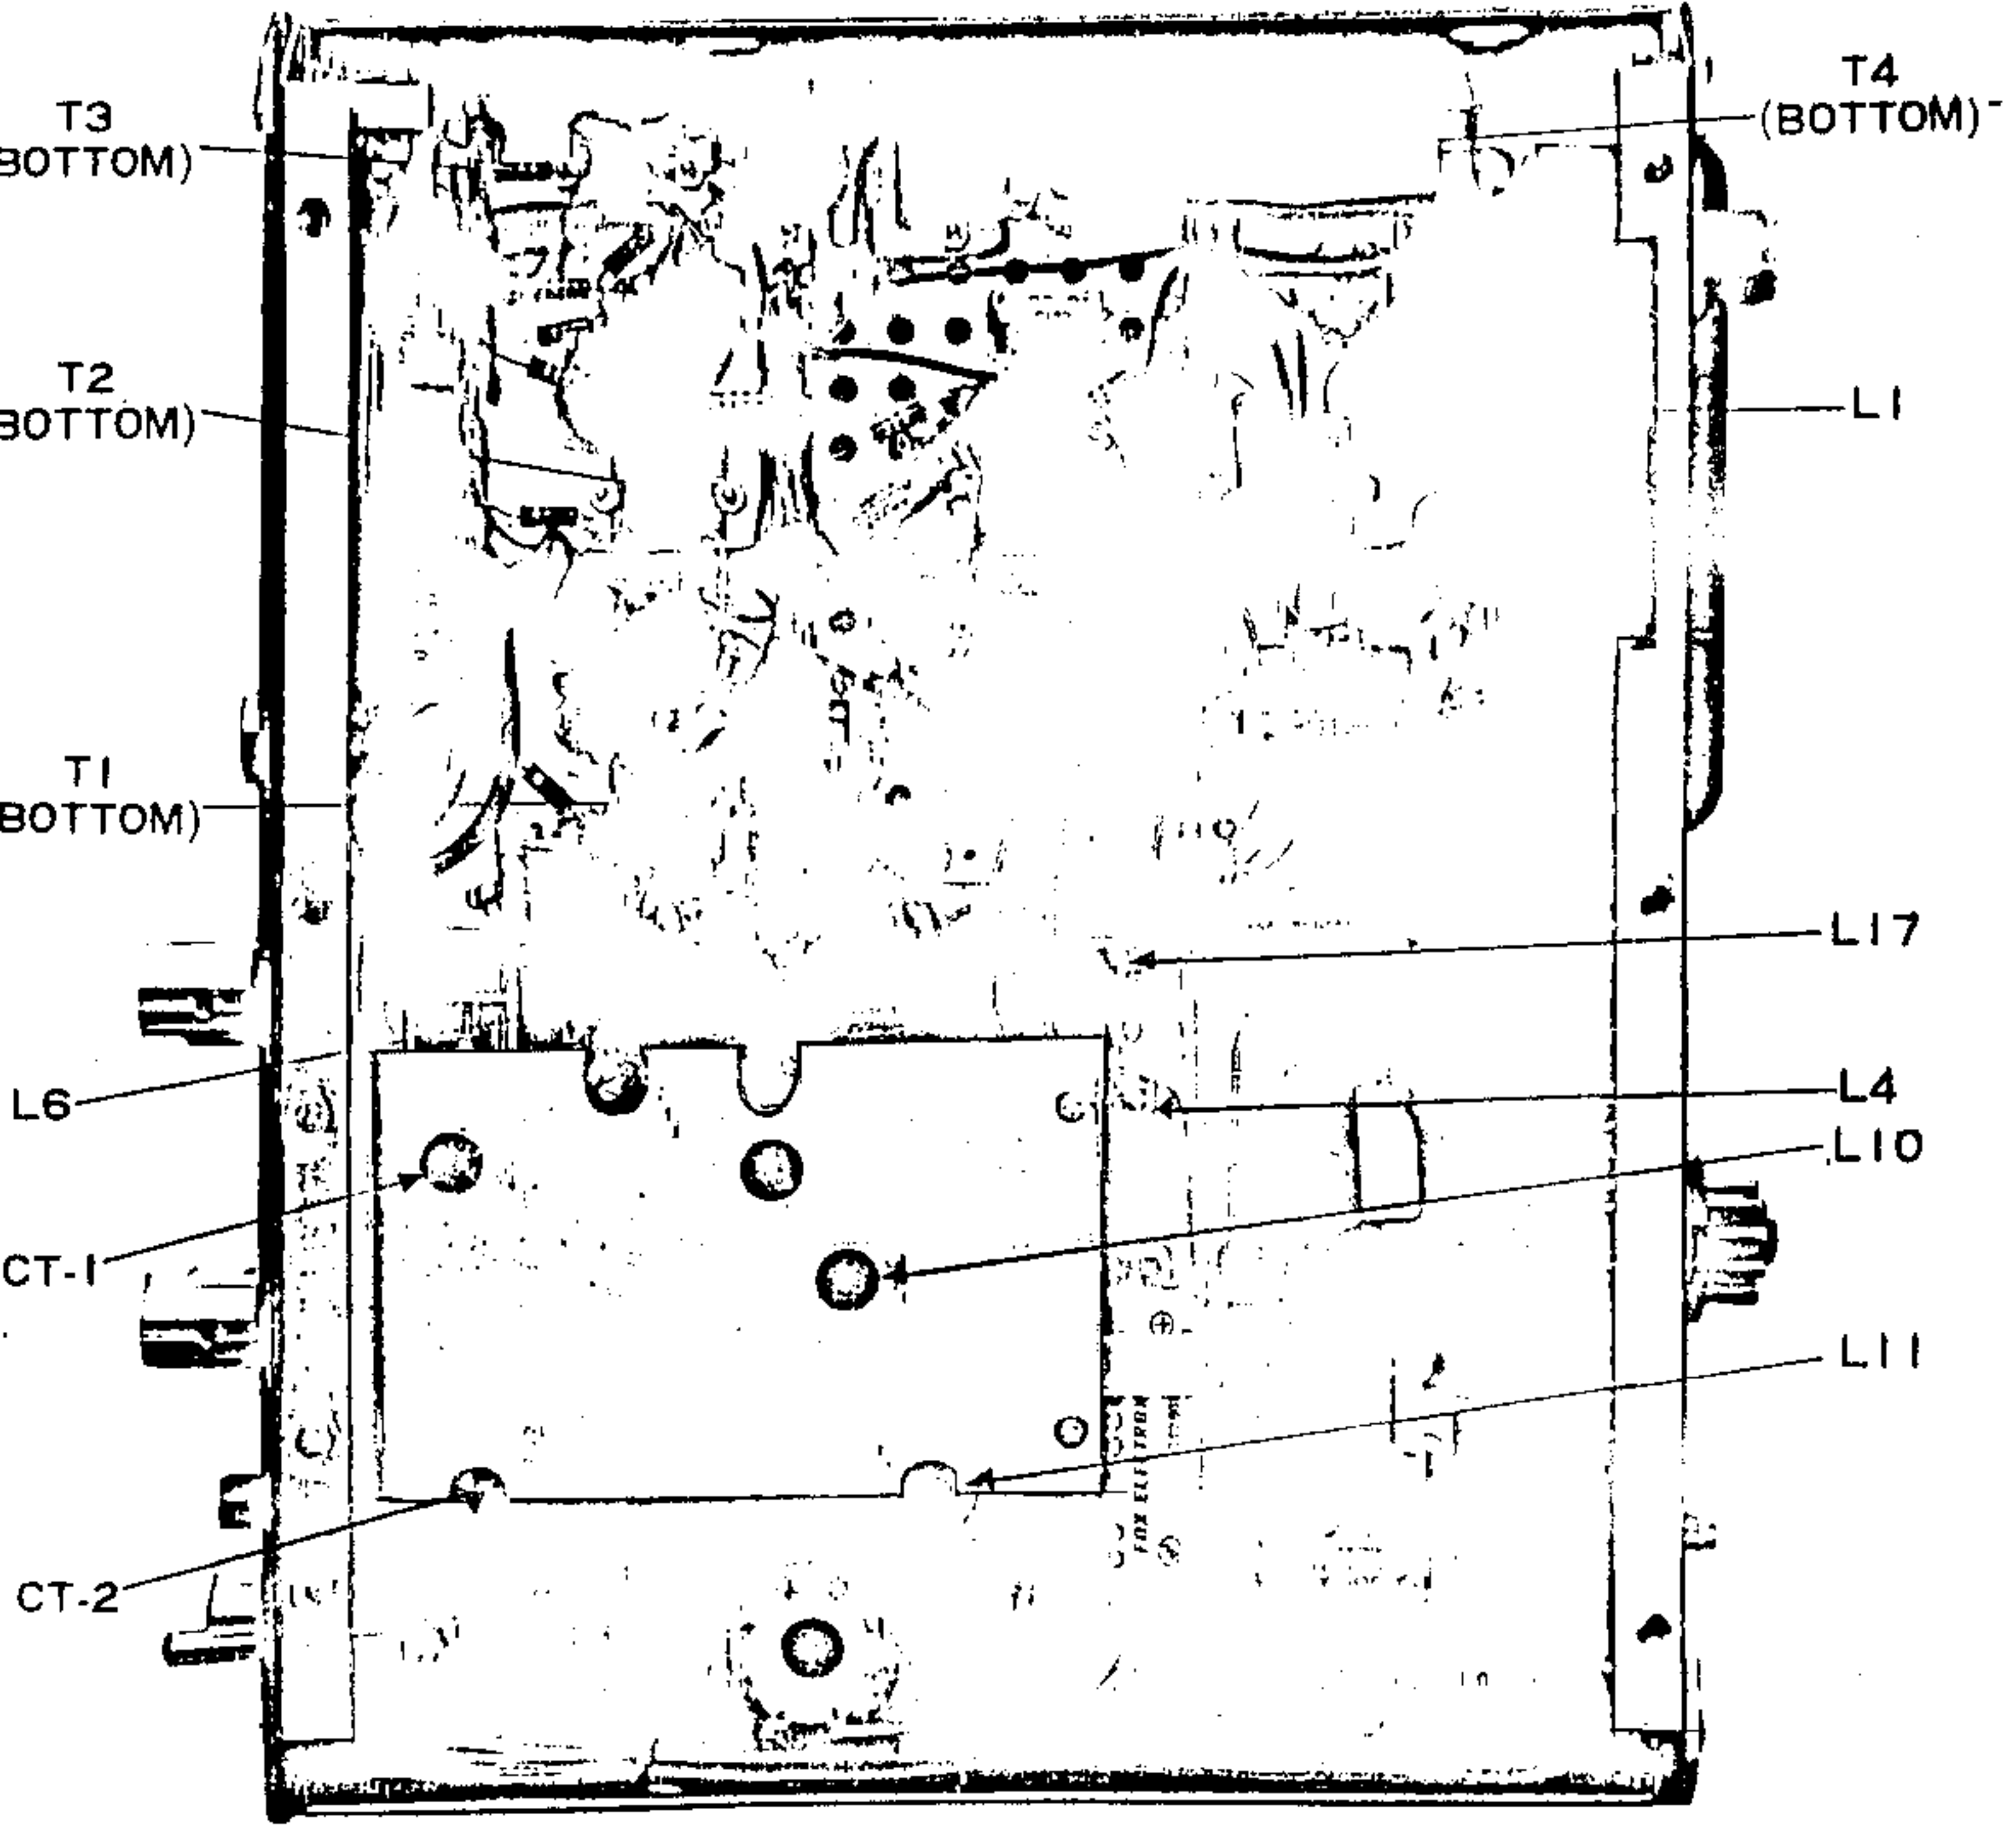 T3
BOTTOM)
T4
(BOTTOM)
T2
BOTTOM)
L1
T1
BOTTOM)
L17
L6
L4
L10
CT-1
L11
FOX ELECTRON
CT-2